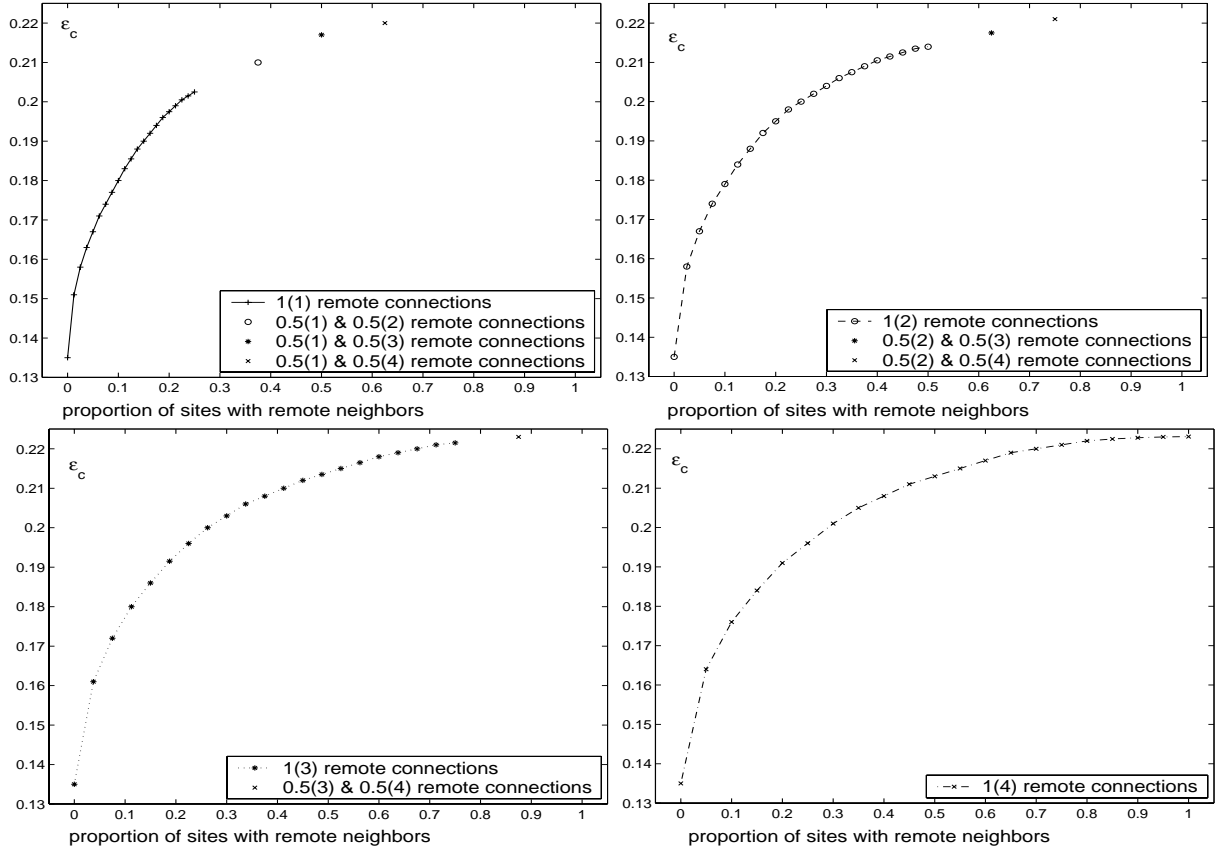 0.22
0.21
0.2
0.19
0.18
0.17
0.16
0.15
0.14
0.13
ε_c
1(1) remote connections
0.5(1) & 0.5(2) remote connections
0.5(1) & 0.5(3) remote connections
0.5(1) & 0.5(4) remote connections
0 0.1 0.2 0.3 0.4 0.5 0.6 0.7 0.8 0.9 1
proportion of sites with remote neighbors
0.22
0.21
0.2
0.19
0.18
0.17
0.16
0.15
0.14
0.13
ε_c
1(2) remote connections
0.5(2) & 0.5(3) remote connections
0.5(2) & 0.5(4) remote connections
0 0.1 0.2 0.3 0.4 0.5 0.6 0.7 0.8 0.9 1
proportion of sites with remote neighbors
0.22
0.21
0.2
0.19
0.18
0.17
0.16
0.15
0.14
0.13
ε_c
1(3) remote connections
0.5(3) & 0.5(4) remote connections
0 0.1 0.2 0.3 0.4 0.5 0.6 0.7 0.8 0.9 1
proportion of sites with remote neighbors
0.22
0.21
0.2
0.19
0.18
0.17
0.16
0.15
0.14
0.13
ε_c
1(4) remote connections
0 0.1 0.2 0.3 0.4 0.5 0.6 0.7 0.8 0.9 1
proportion of sites with remote neighbors